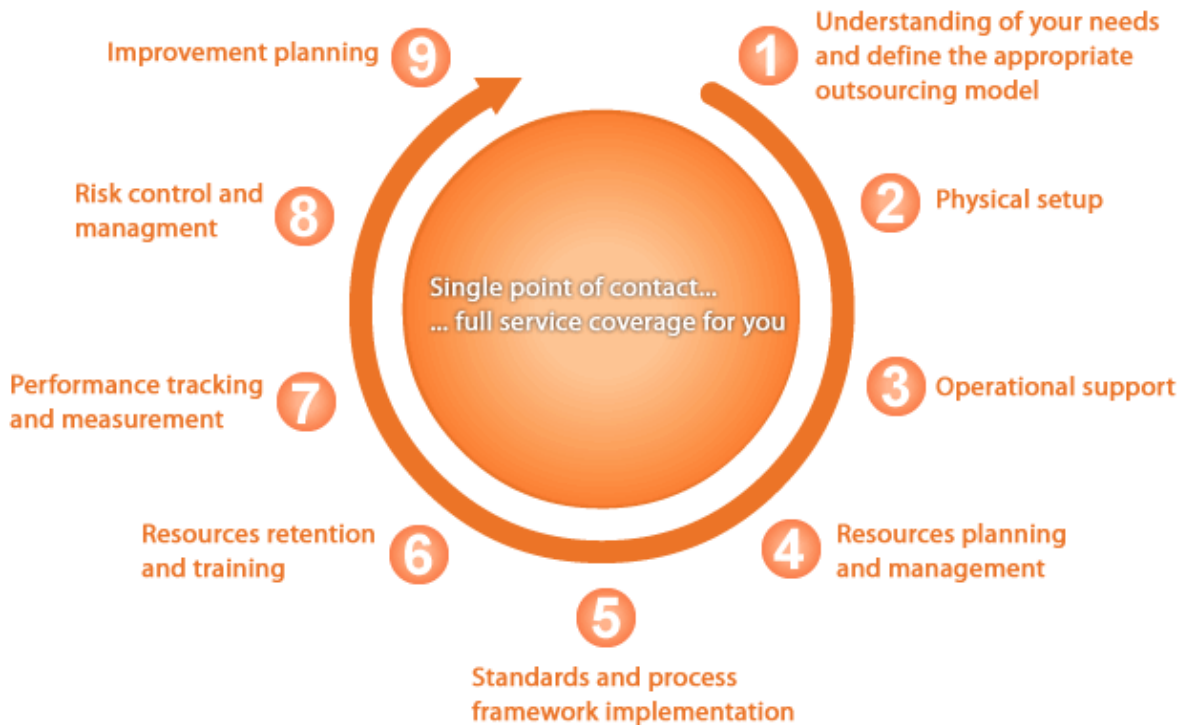 1
Understanding of your needs
and define the appropriate
outsourcing model
2
Physical setup
3
Operational support
4
Resources planning
and management
5
Standards and process
framework implementation
6
Resources retention
and training
7
Performance tracking
and measurement
8
Risk control and
managment
9
Improvement planning
Single point of contact...
... full service coverage for you